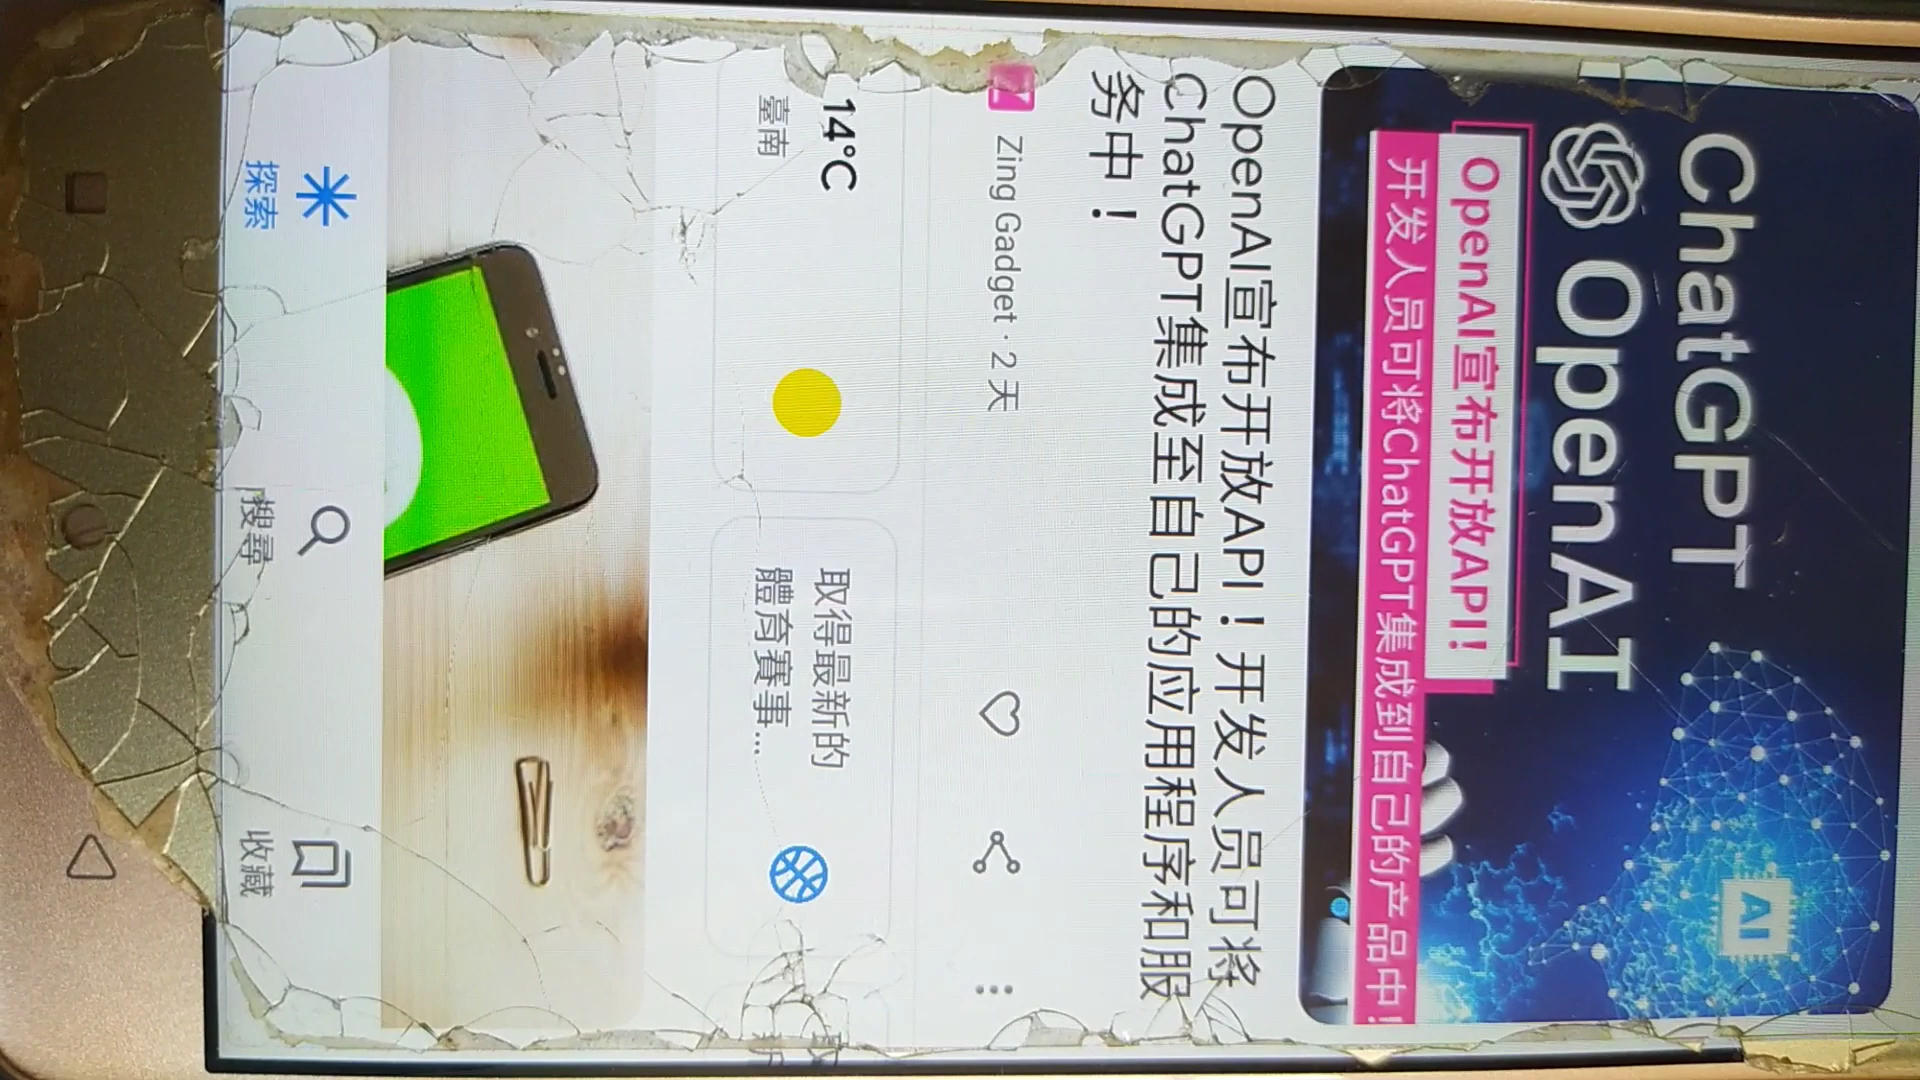 ChatGPT
OpenAI
OpenAI宣布开放API!
开发人员可将ChatGPT集成到自己的产品中!
AI
OpenAI宣布开放API！开发人员可将
ChatGPT集成至自己的应用程序和服
务中！
Zing Gadget · 2 天
14°C
臺南
取得最新的
體育賽事...
探索
搜尋
收藏